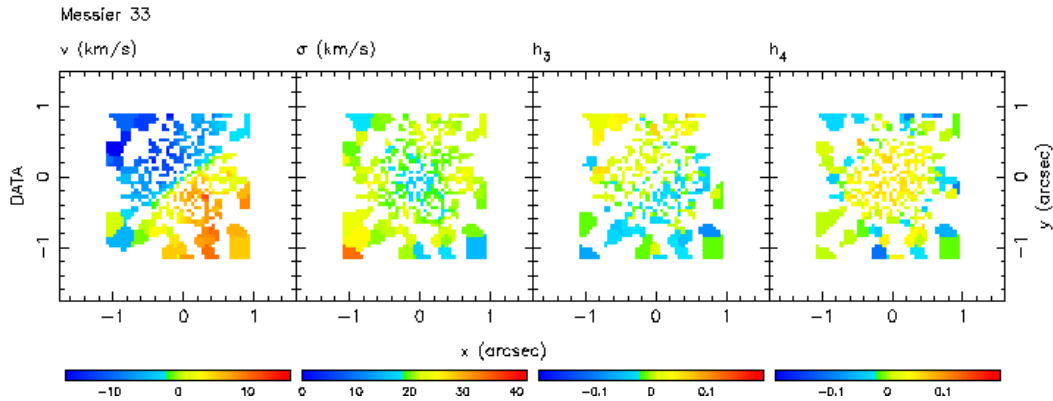 Messier 33
v (km/s) σ (km/s) h3 h4
1
0
−1
DATA
1
0
−1
y (arcsec)
−1 0 1 −1 0 1 −1 0 1 −1 0 1
x (arcsec)
−10 0 10 0 10 20 30 40 −0.1 0 0.1 −0.1 0 0.1